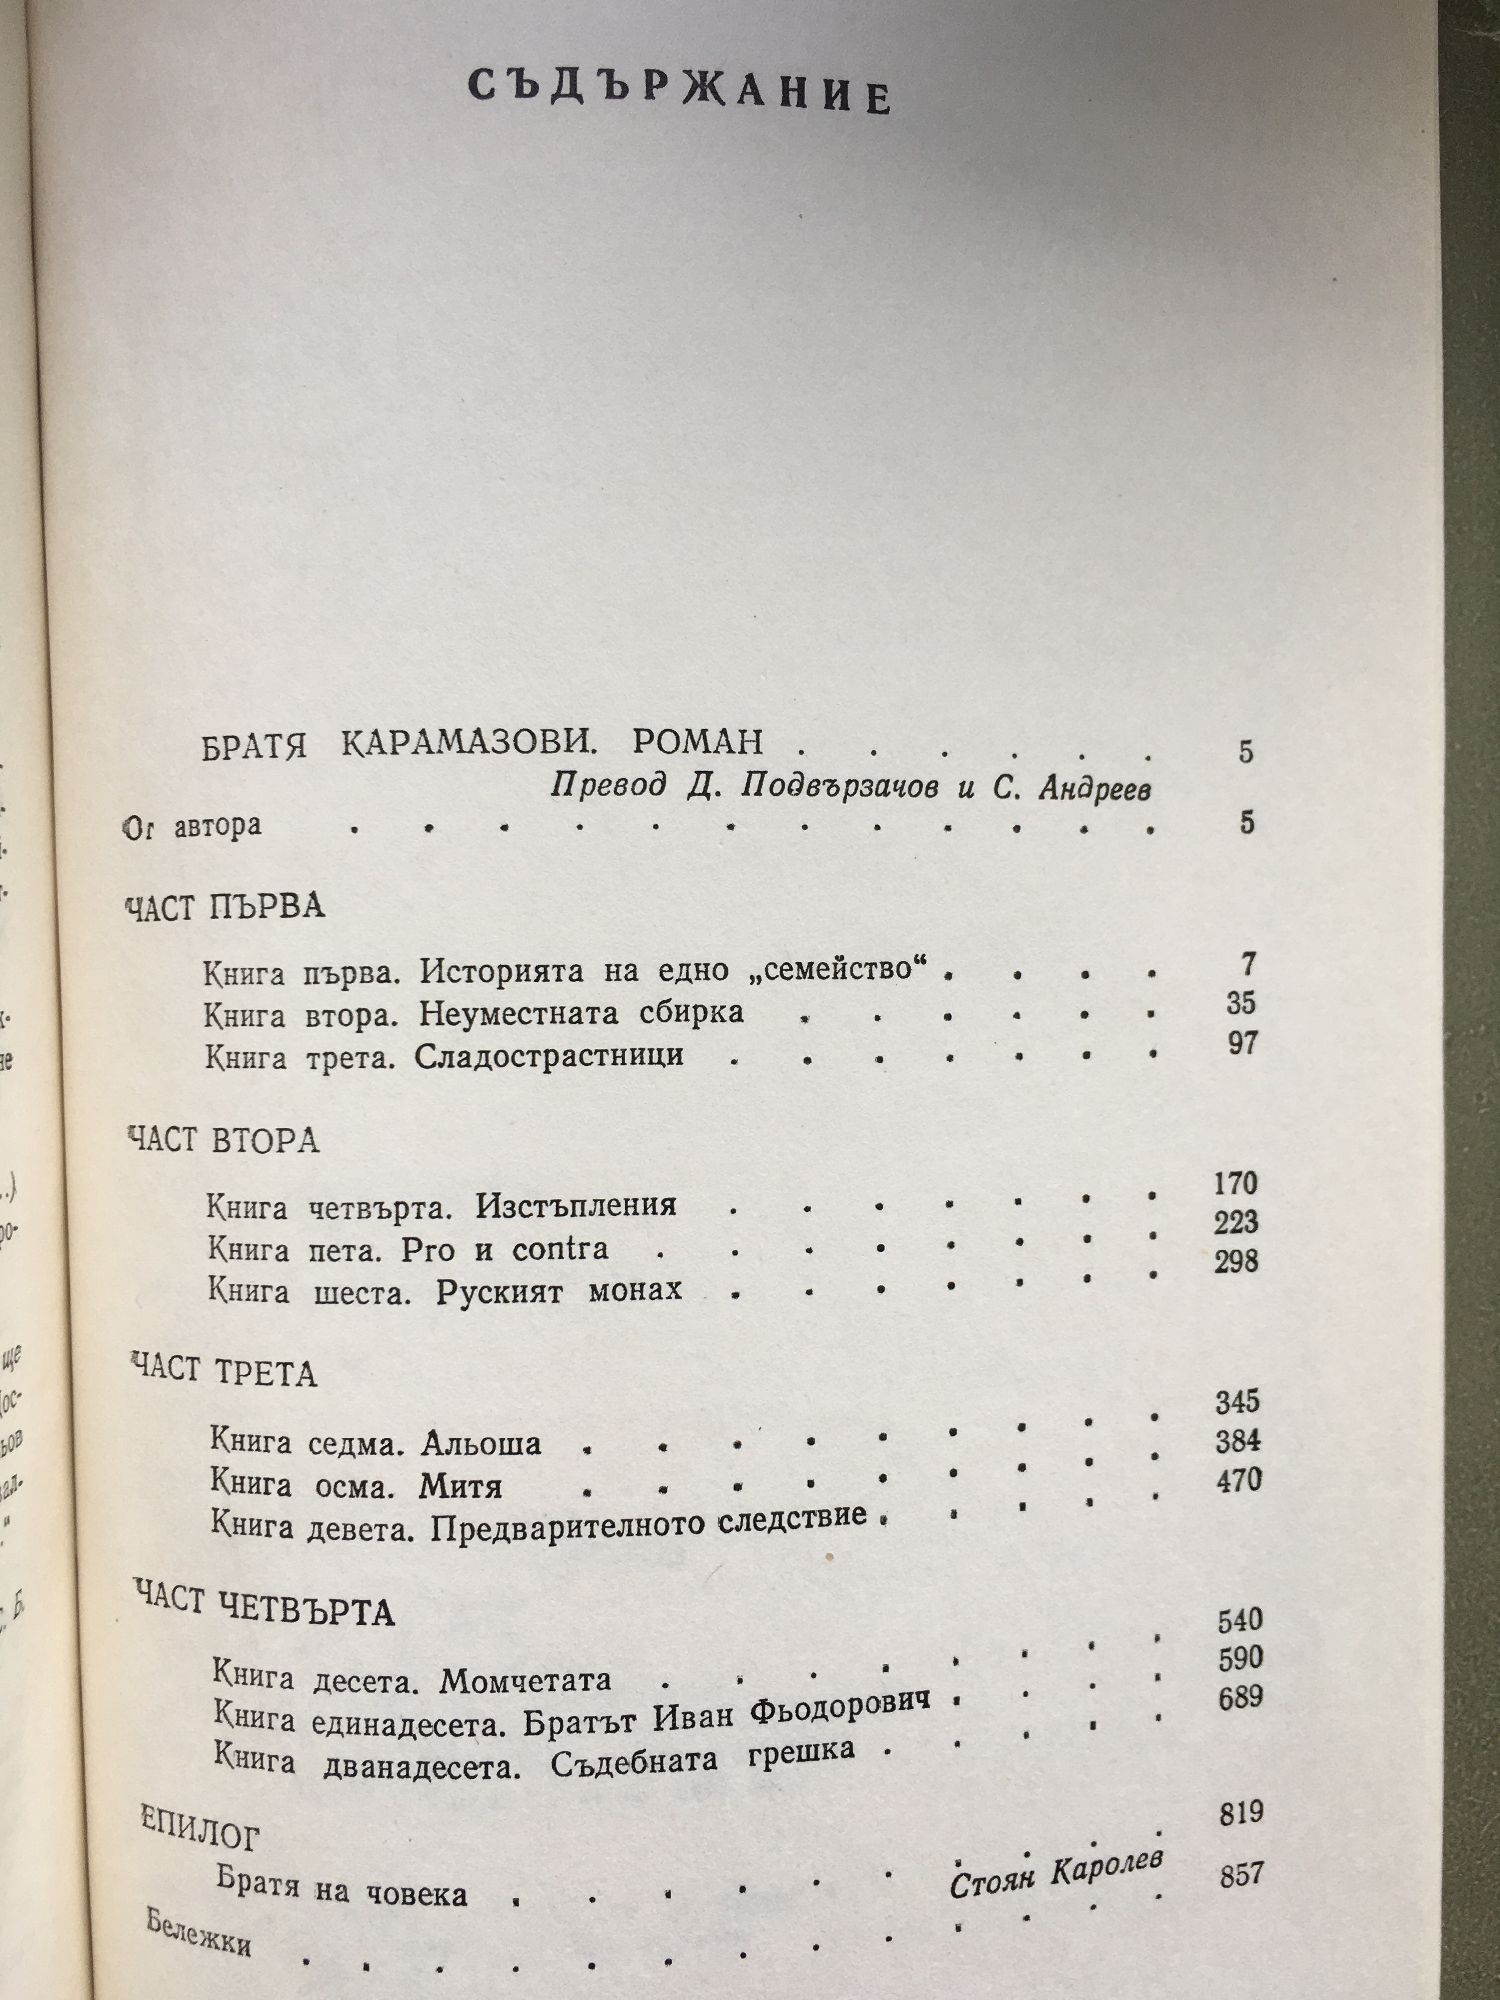 СЪДЪРЖАНИЕ
БРАТЯ КАРАМАЗОВИ. РОМАН . . . . . . 5
Превод Д. Подвързачов и С. Андреев
От автора . . . . . . . . . . . . 5
ЧАСТ ПЪРВА
Книга първа. Историята на едно „семейство“ . . . . 7
Книга втора. Неуместната сбирка . . . . . . 35
Книга трета. Сладострастници . . . . . . . 97
ЧАСТ ВТОРА
Книга четвърта. Изстъпления . . . . . . . 170
Книга пета. Pro и contra . . . . . . . . 223
Книга шеста. Руският монах . . . . . . . 298
ЧАСТ ТРЕТА
Книга седма. Альоша . . . . . . . . . 345
Книга осма. Митя . . . . . . . . . 384
Книга девета. Предварителното следствие . . . . . 470
ЧАСТ ЧЕТВЪРТА
Книга десета. Момчетата . . . . . . . . 540
Книга единадесета. Братът Иван Фьодорович . . . . 590
Книга дванадесета. Съдебната грешка . . . . . 689
ЕПИЛОГ
Братя на човека . . . . . . . . . . 819
Стоян Каролев
Бележки . . . . . . . . . . . . . 857